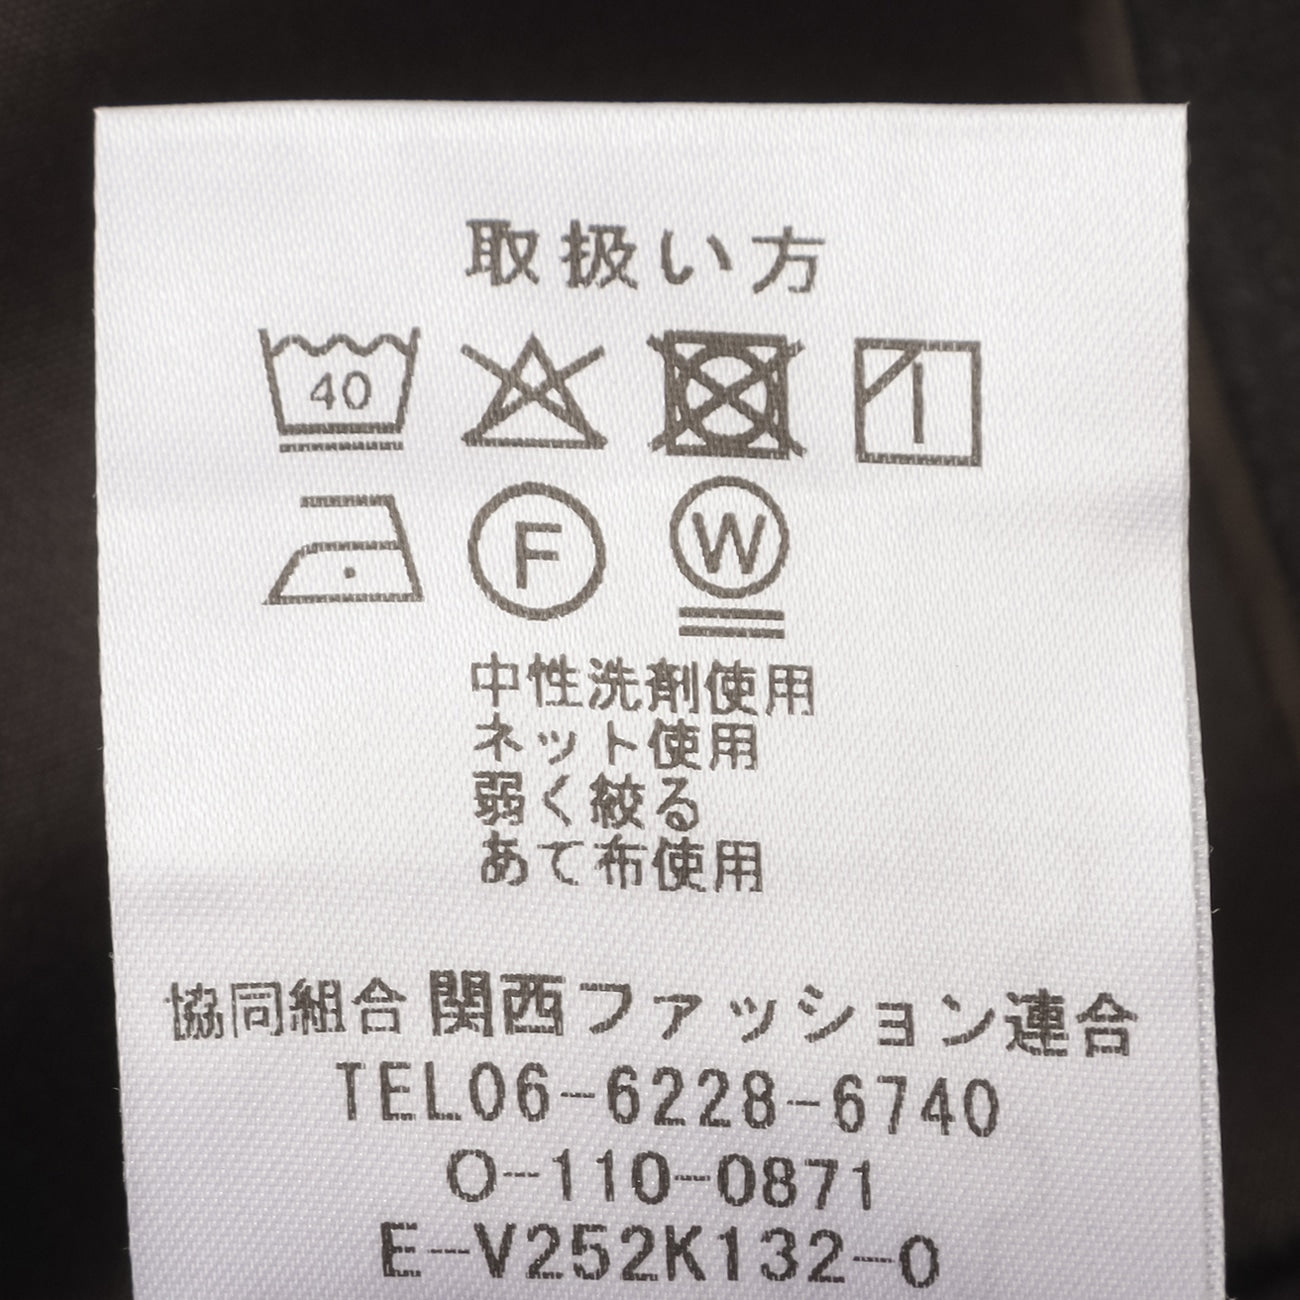 取扱い方
40
F W
中性洗剤使用
ネット使用
弱く絞る
あて布使用
協同組合 関西ファッション連合
TEL06-6228-6740
O-110-0871
E-V252K132-0